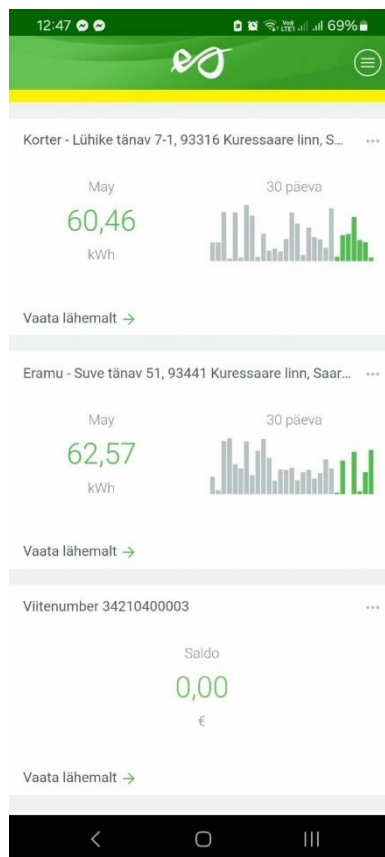 12:47
VoLTE1 69%
Korter - Lühike tänav 7-1, 93316 Kuressaare linn, S...
May
60,46
kWh
30 päeva
Vaata lähemalt →
Eramu - Suve tänav 51, 93441 Kuressaare linn, Saar...
May
62,57
kWh
30 päeva
Vaata lähemalt →
Viitenumber 34210400003
Saldo
0,00
€
Vaata lähemalt →